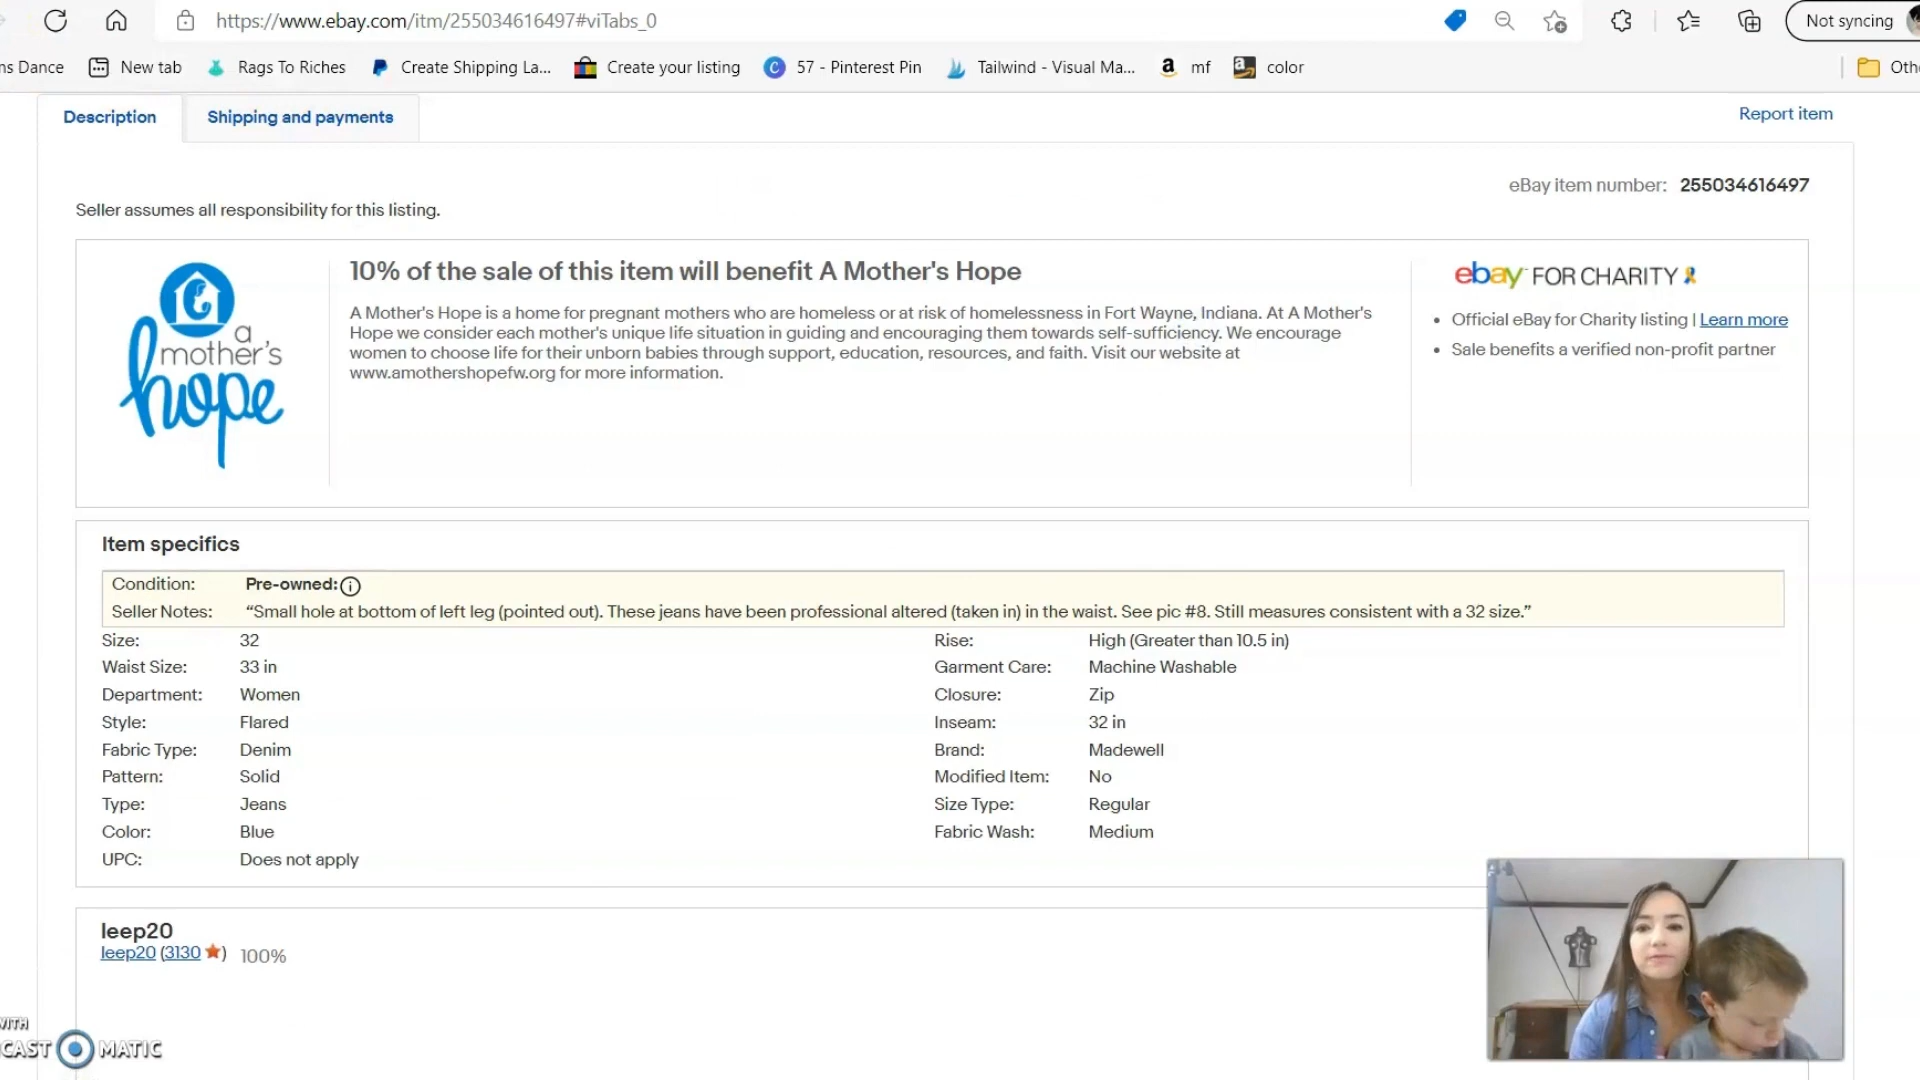 https://www.ebay.com/itm/255034616497#viTabs_0
Not syncing
ns Dance
New tab
Rags To Riches
Create Shipping La...
Create your listing
57 - Pinterest Pin
Tailwind - Visual Ma...
mf
color
Oth
Description
Shipping and payments
Report item
eBay item number: 255034616497
Seller assumes all responsibility for this listing.
a
mother's
hope
10% of the sale of this item will benefit A Mother's Hope
A Mother's Hope is a home for pregnant mothers who are homeless or at risk of homelessness in Fort Wayne, Indiana. At A Mother's
Hope we consider each mother's unique life situation in guiding and encouraging them towards self-sufficiency. We encourage
women to choose life for their unborn babies through support, education, resources, and faith. Visit our website at
www.amothershopefw.org for more information.
ebay FOR CHARITY
• Official eBay for Charity listing | Learn more
• Sale benefits a verified non-profit partner
Item specifics
Condition: Pre-owned:
Seller Notes: “Small hole at bottom of left leg (pointed out). These jeans have been professional altered (taken in) in the waist. See pic #8. Still measures consistent with a 32 size.”
Size: 32
Rise: High (Greater than 10.5 in)
Waist Size: 33 in
Garment Care: Machine Washable
Department: Women
Closure: Zip
Style: Flared
Inseam: 32 in
Fabric Type: Denim
Brand: Madewell
Pattern: Solid
Modified Item: No
Type: Jeans
Size Type: Regular
Color: Blue
Fabric Wash: Medium
UPC: Does not apply
leep20
leep20 (3130) 100%
WITH
CAST MATIC